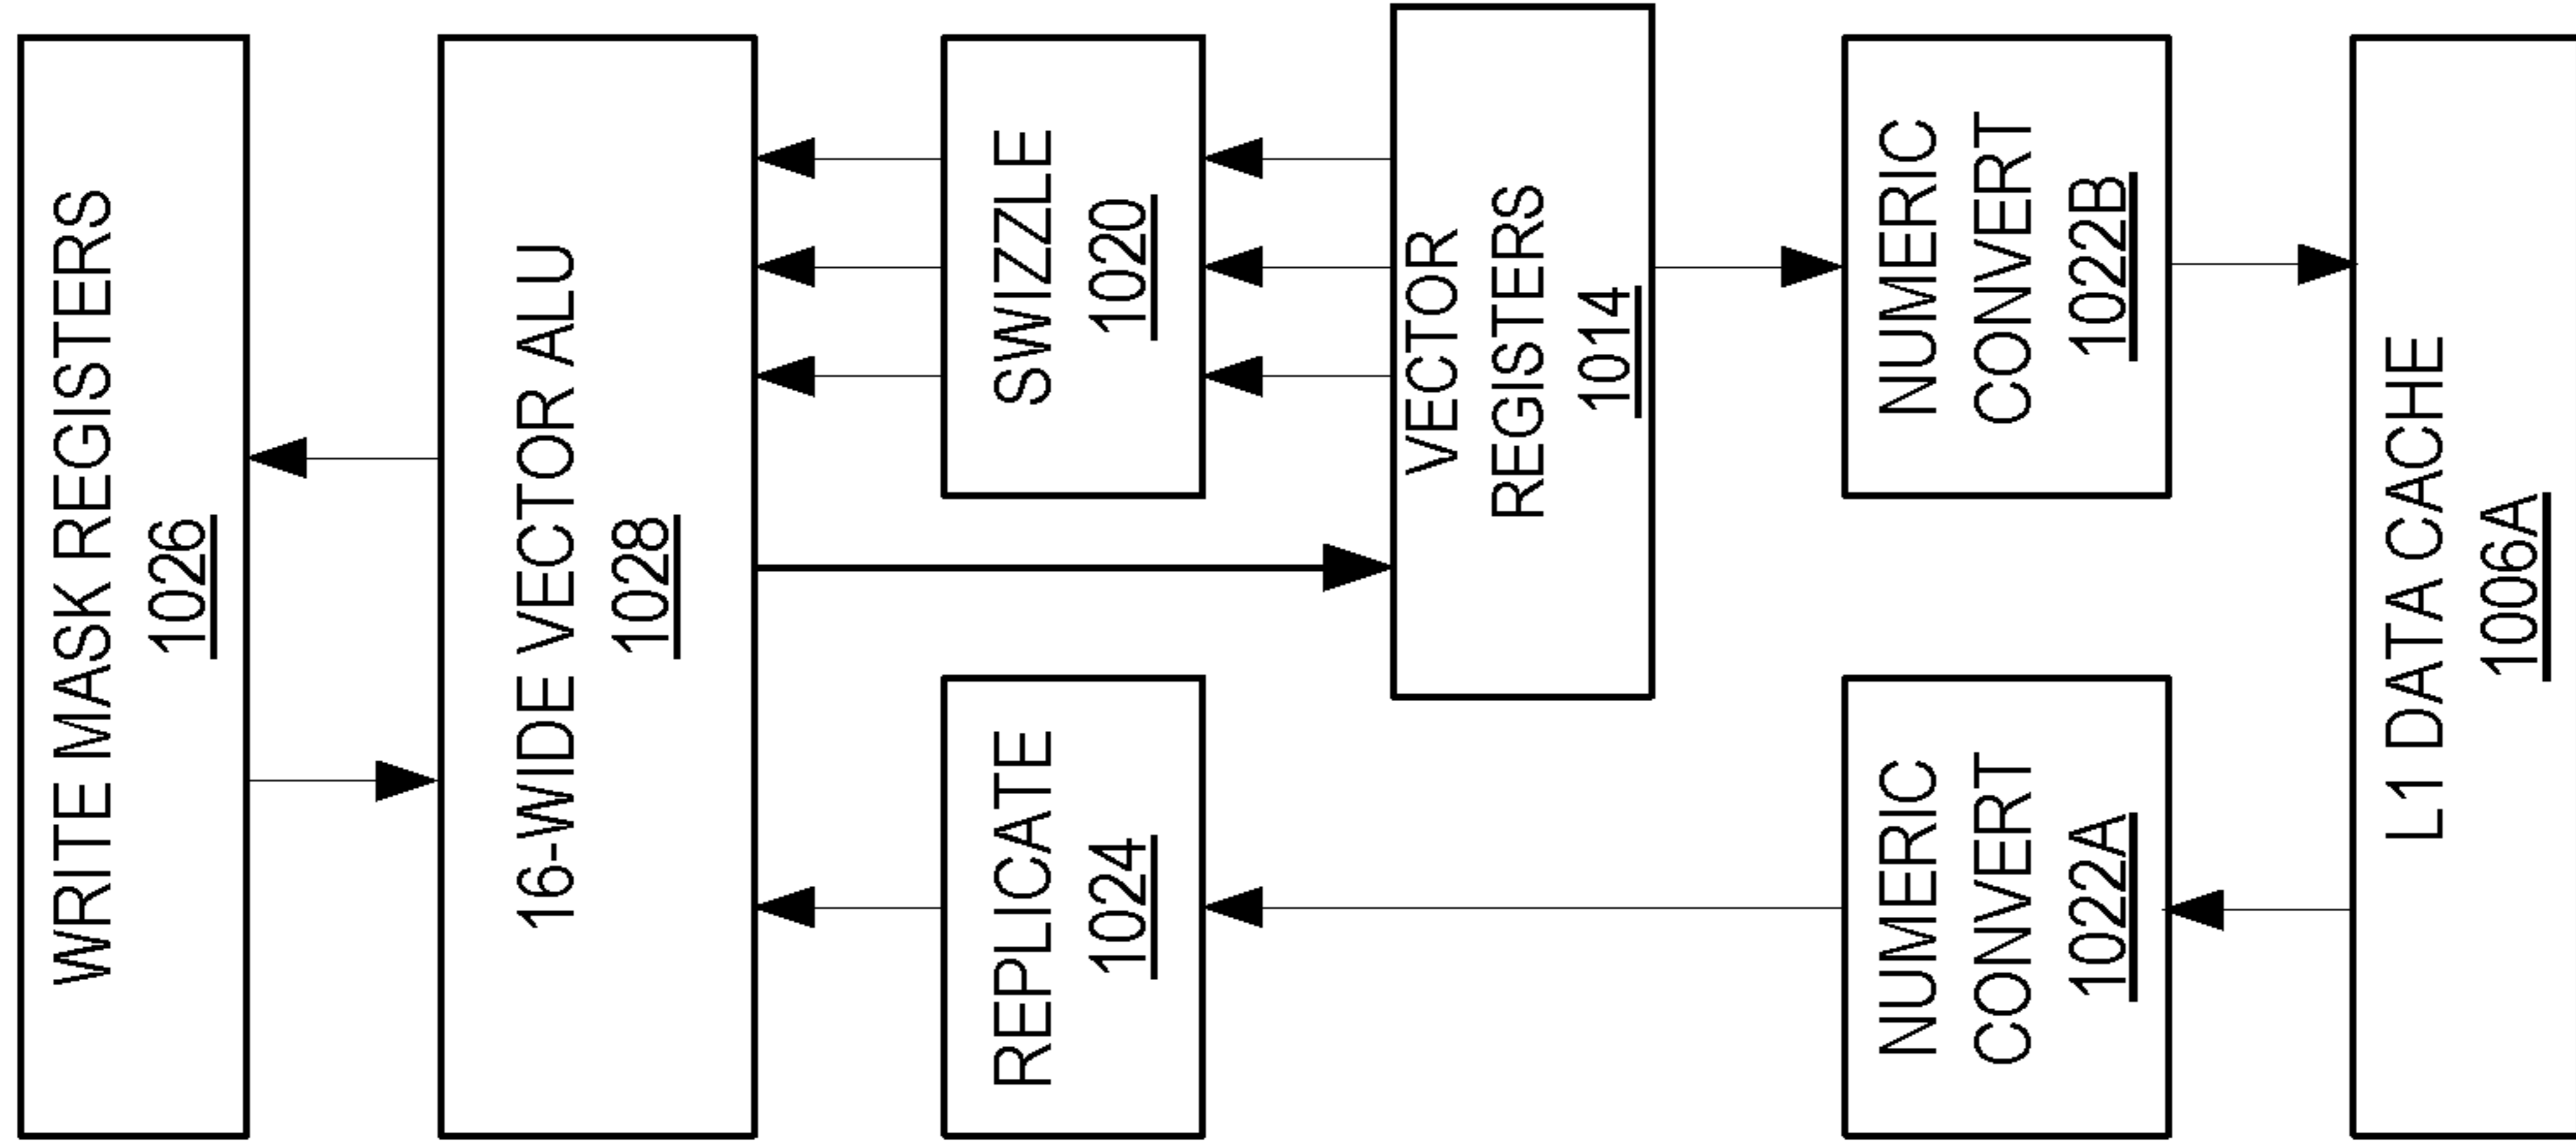 WRITE MASK REGISTERS
1026
16-WIDE VECTOR ALU
1028
REPLICATE
1024
SWIZZLE
1020
VECTOR
REGISTERS
1014
NUMERIC
CONVERT
1022A
NUMERIC
CONVERT
1022B
L1 DATA CACHE
1006A